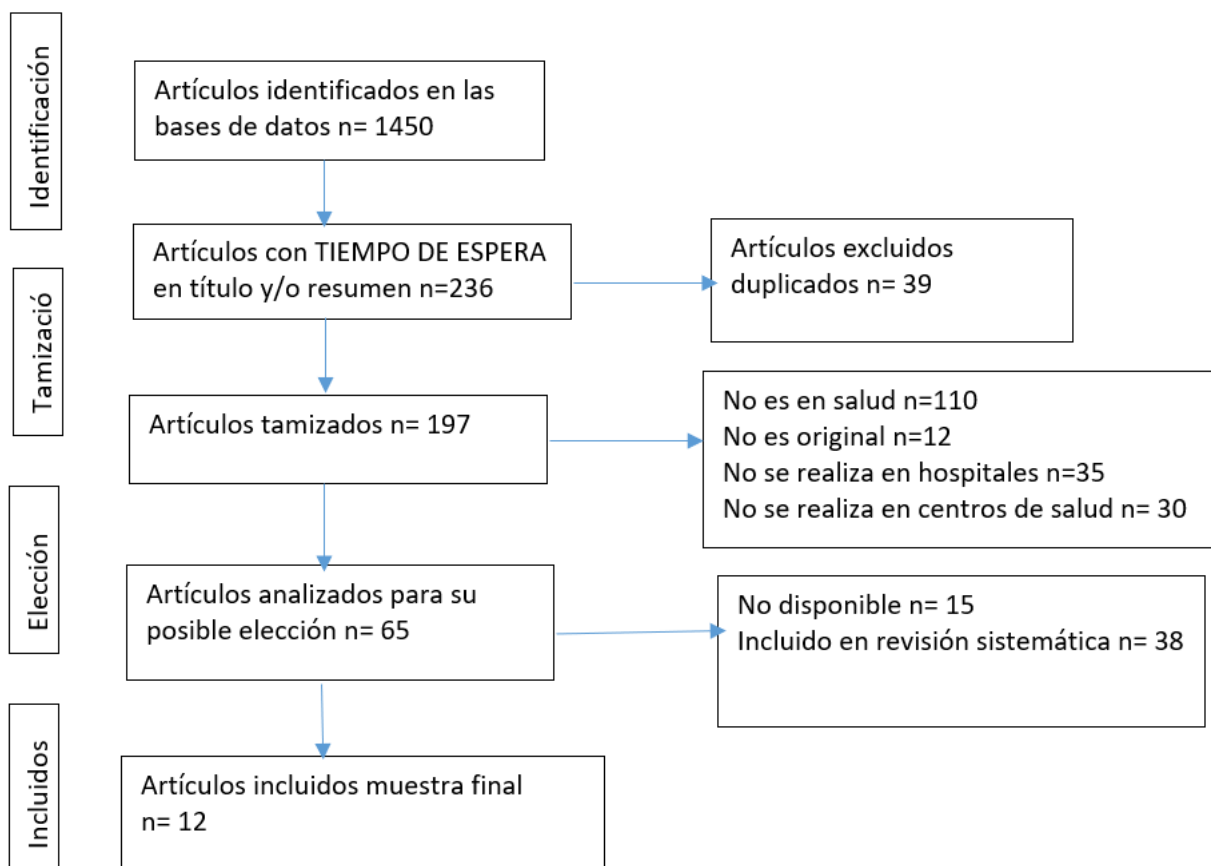 Identificación
Artículos identificados en las
bases de datos n= 1450
Artículos con TIEMPO DE ESPERA
en título y/o resumen n=236
Artículos excluidos
duplicados n= 39
Tamizació
Artículos tamizados n= 197
No es en salud n=110
No es original n=12
No se realiza en hospitales n=35
No se realiza en centros de salud n= 30
Elección
Artículos analizados para su
posible elección n= 65
No disponible n= 15
Incluido en revisión sistemática n= 38
Incluidos
Artículos incluidos muestra final
n= 12